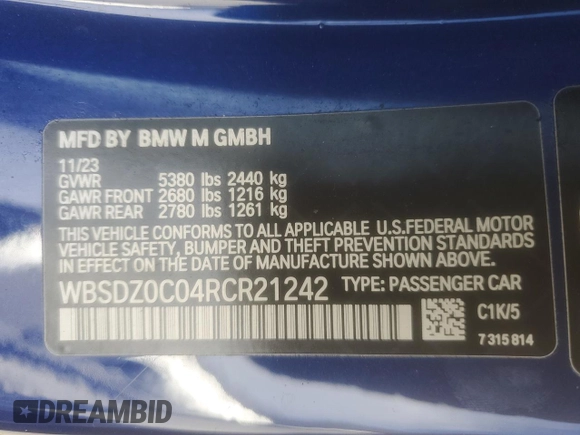 MFD BY BMW M GMBH
11/23
GVWR 5380 lbs 2440 kg
GAWR FRONT 2680 lbs 1216 kg
GAWR REAR 2780 lbs 1261 kg
THIS VEHICLE CONFORMS TO ALL APPLICABLE U.S.FEDERAL MOTOR
VEHICLE SAFETY, BUMPER AND THEFT PREVENTION STANDARDS
IN EFFECT ON THE DATE OF MANUFACTURE SHOWN ABOVE.
WBSDZ0C04RCR21242 TYPE: PASSENGER CAR
C1K/5
7 315 814
DREAMBID